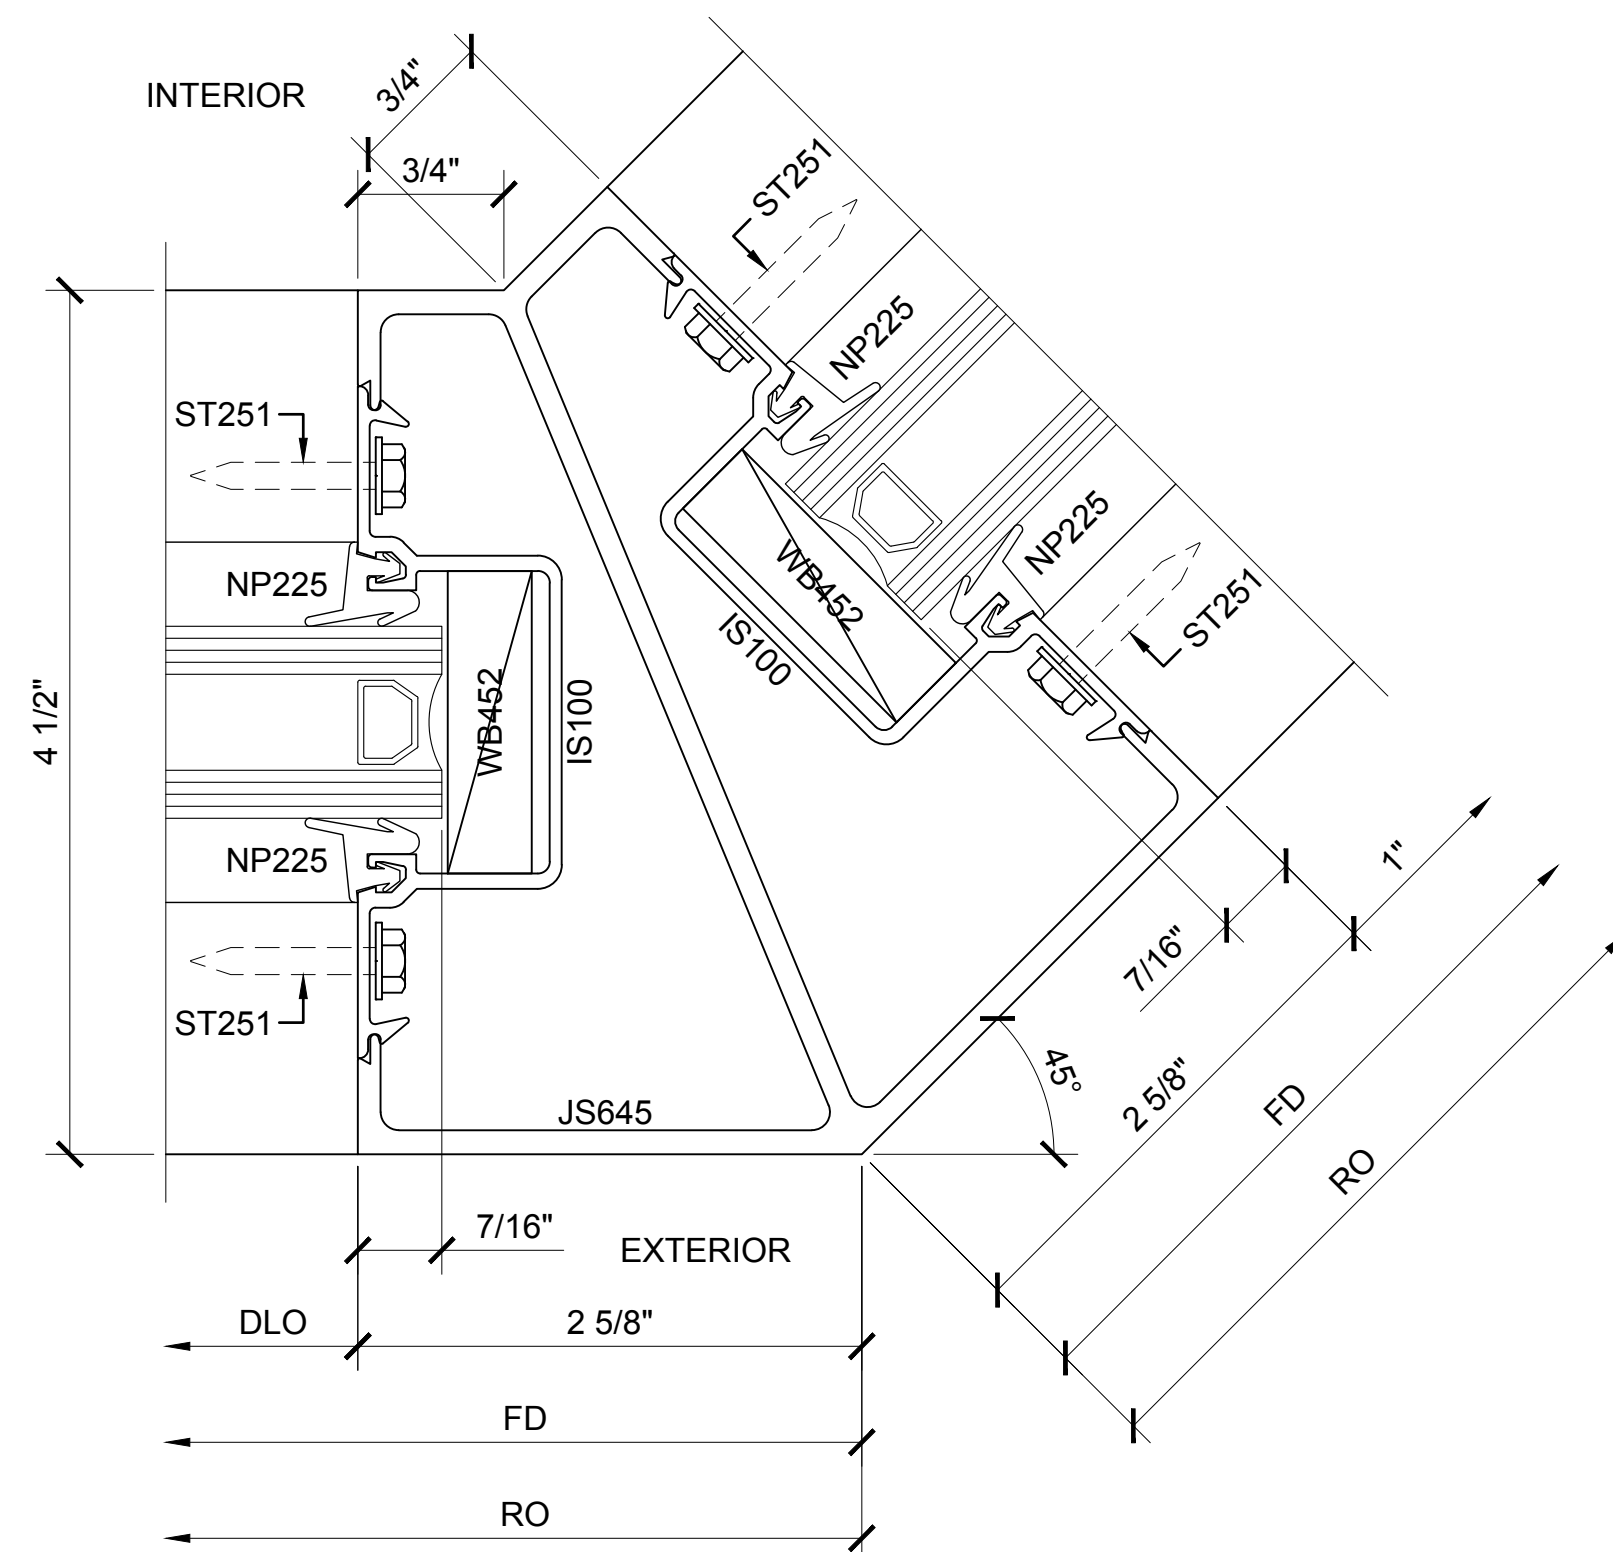 INTERIOR
3/4"
3/4"
ST251
NP225
ST251
NP225
NP225
ST251
WB452
IS100
WB452
IS100
4 1/2"
NP225
ST251
JS645
45°
1"
7/16"
2 5/8"
FD
RO
7/16"
EXTERIOR
DLO
2 5/8"
FD
RO